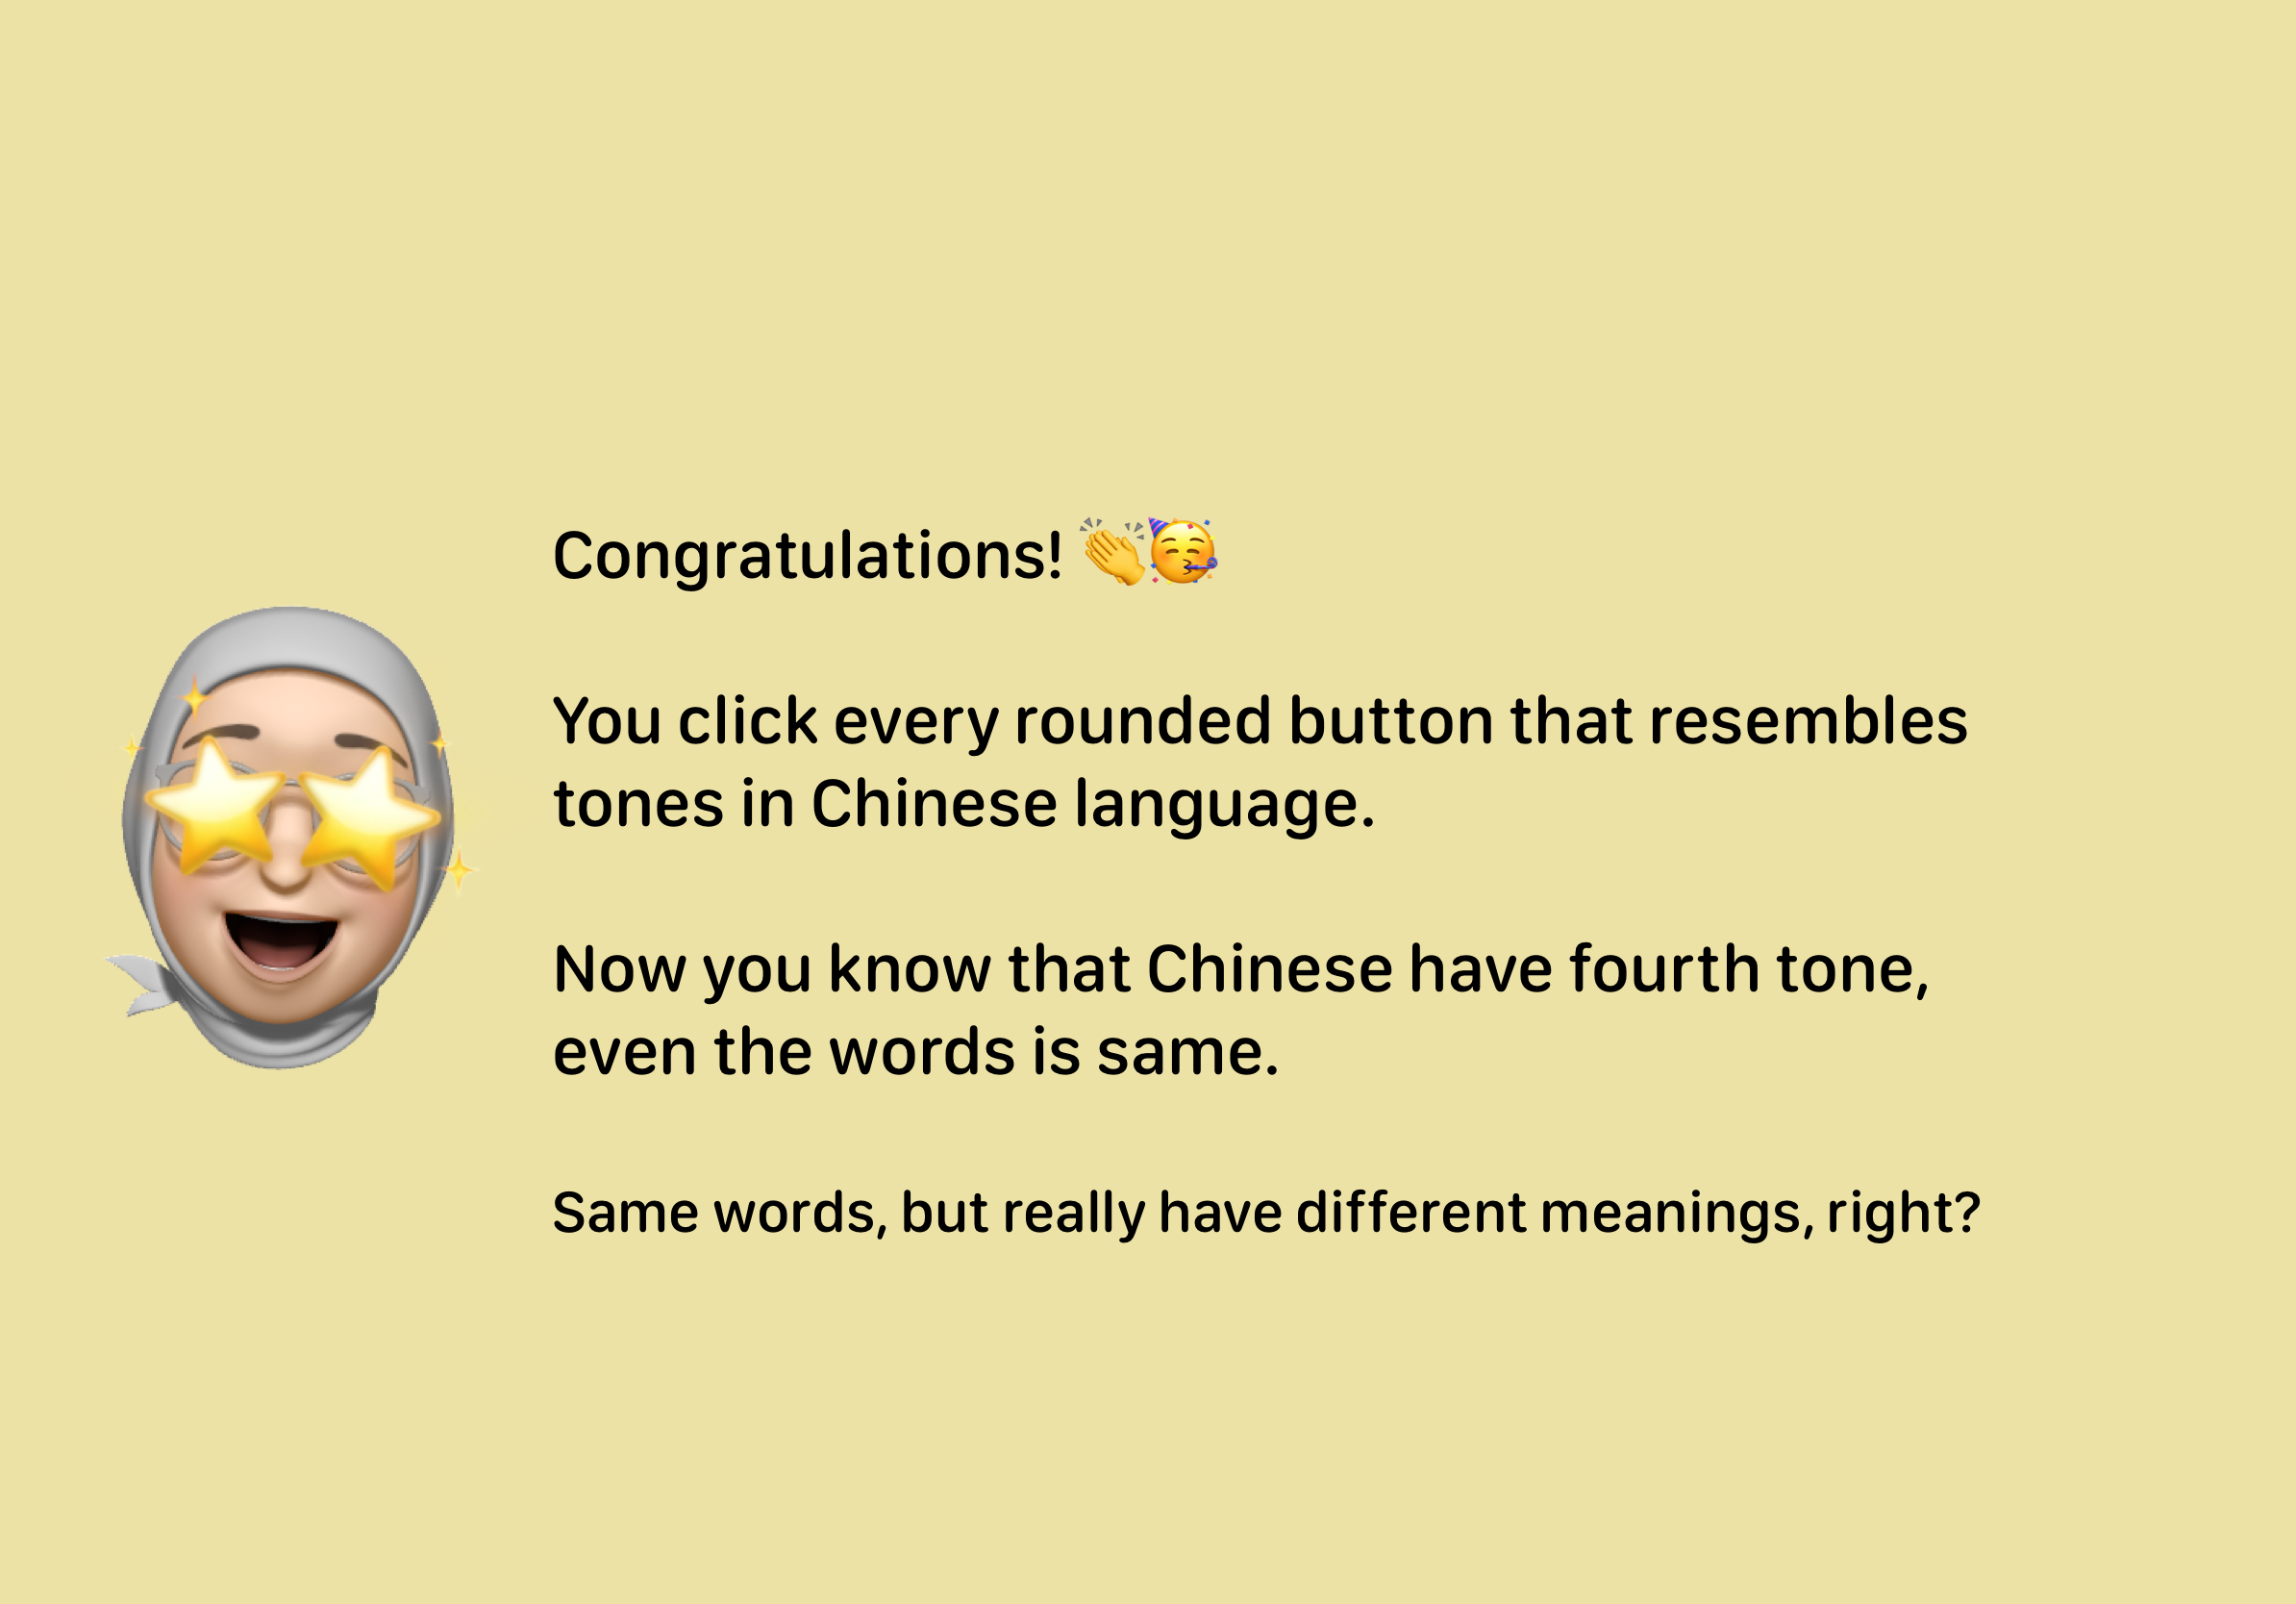 Congratulations! 👏🥳
You click every rounded button that resembles
tones in Chinese language.
Now you know that Chinese have fourth tone,
even the words is same.
Same words, but really have different meanings, right?